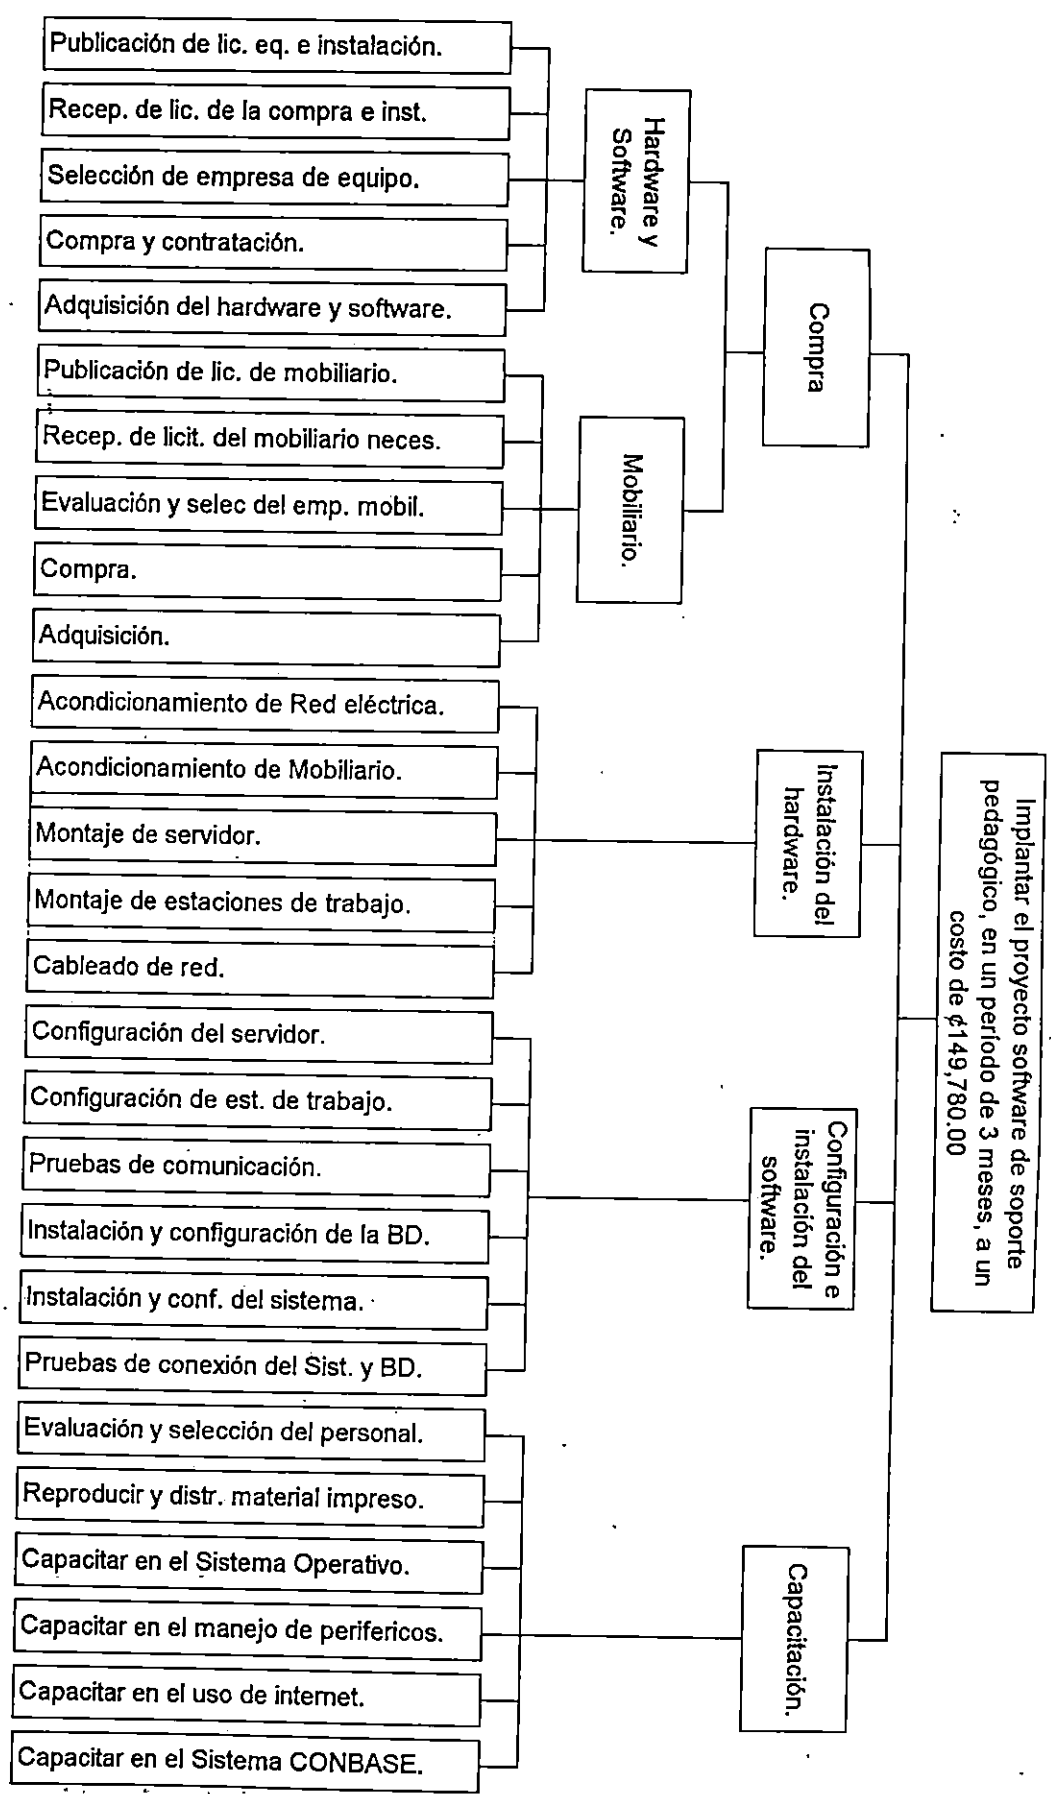 Implantar el proyecto software de soporte
pedagógico, en un período de 3 meses, a un
costo de ¢149,780.00
Compra
Hardware y
Software.
Publicación de lic. eq. e instalación.
Recep. de lic. de la compra e inst.
Selección de empresa de equipo.
Compra y contratación.
Adquisición del hardware y software.
Mobiliario.
Publicación de lic. de mobiliario.
Recep. de licit. del mobiliario neces.
Evaluación y selec del emp. mobil.
Compra.
Adquisición.
Instalación del
hardware.
Acondicionamiento de Red eléctrica.
Acondicionamiento de Mobiliario.
Montaje de servidor.
Montaje de estaciones de trabajo.
Cableado de red.
Configuración e
instalación del
software.
Configuración del servidor.
Configuración de est. de trabajo.
Pruebas de comunicación.
Instalación y configuración de la BD.
Instalación y conf. del sistema.
Pruebas de conexión del Sist. y BD.
Capacitación.
Evaluación y selección del personal.
Reproducir y distr. material impreso.
Capacitar en el Sistema Operativo.
Capacitar en el manejo de perifericos.
Capacitar en el uso de internet.
Capacitar en el Sistema CONBASE.